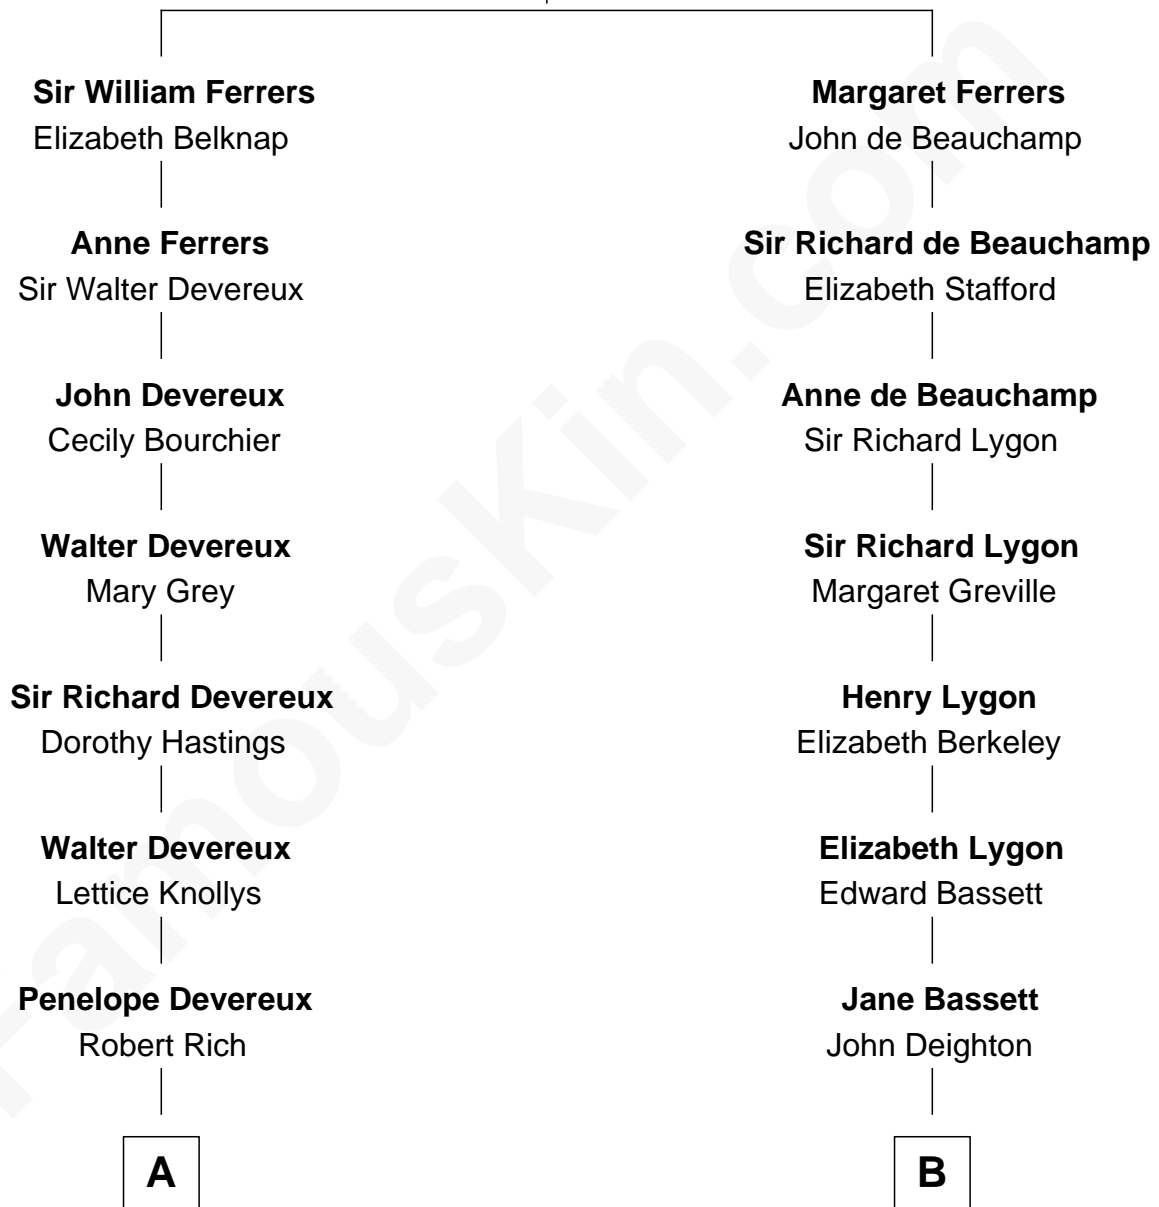 Sir William Ferrers
Elizabeth Belknap
Anne Ferrers
Sir Walter Devereux
John Devereux
Cecily Bourchier
Walter Devereux
Mary Grey
Sir Richard Devereux
Dorothy Hastings
Walter Devereux
Lettice Knollys
Penelope Devereux
Robert Rich
A
Margaret Ferrers
John de Beauchamp
Sir Richard de Beauchamp
Elizabeth Stafford
Anne de Beauchamp
Sir Richard Lygon
Sir Richard Lygon
Margaret Greville
Henry Lygon
Elizabeth Berkeley
Elizabeth Lygon
Edward Bassett
Jane Bassett
John Deighton
B
FamousKin.com